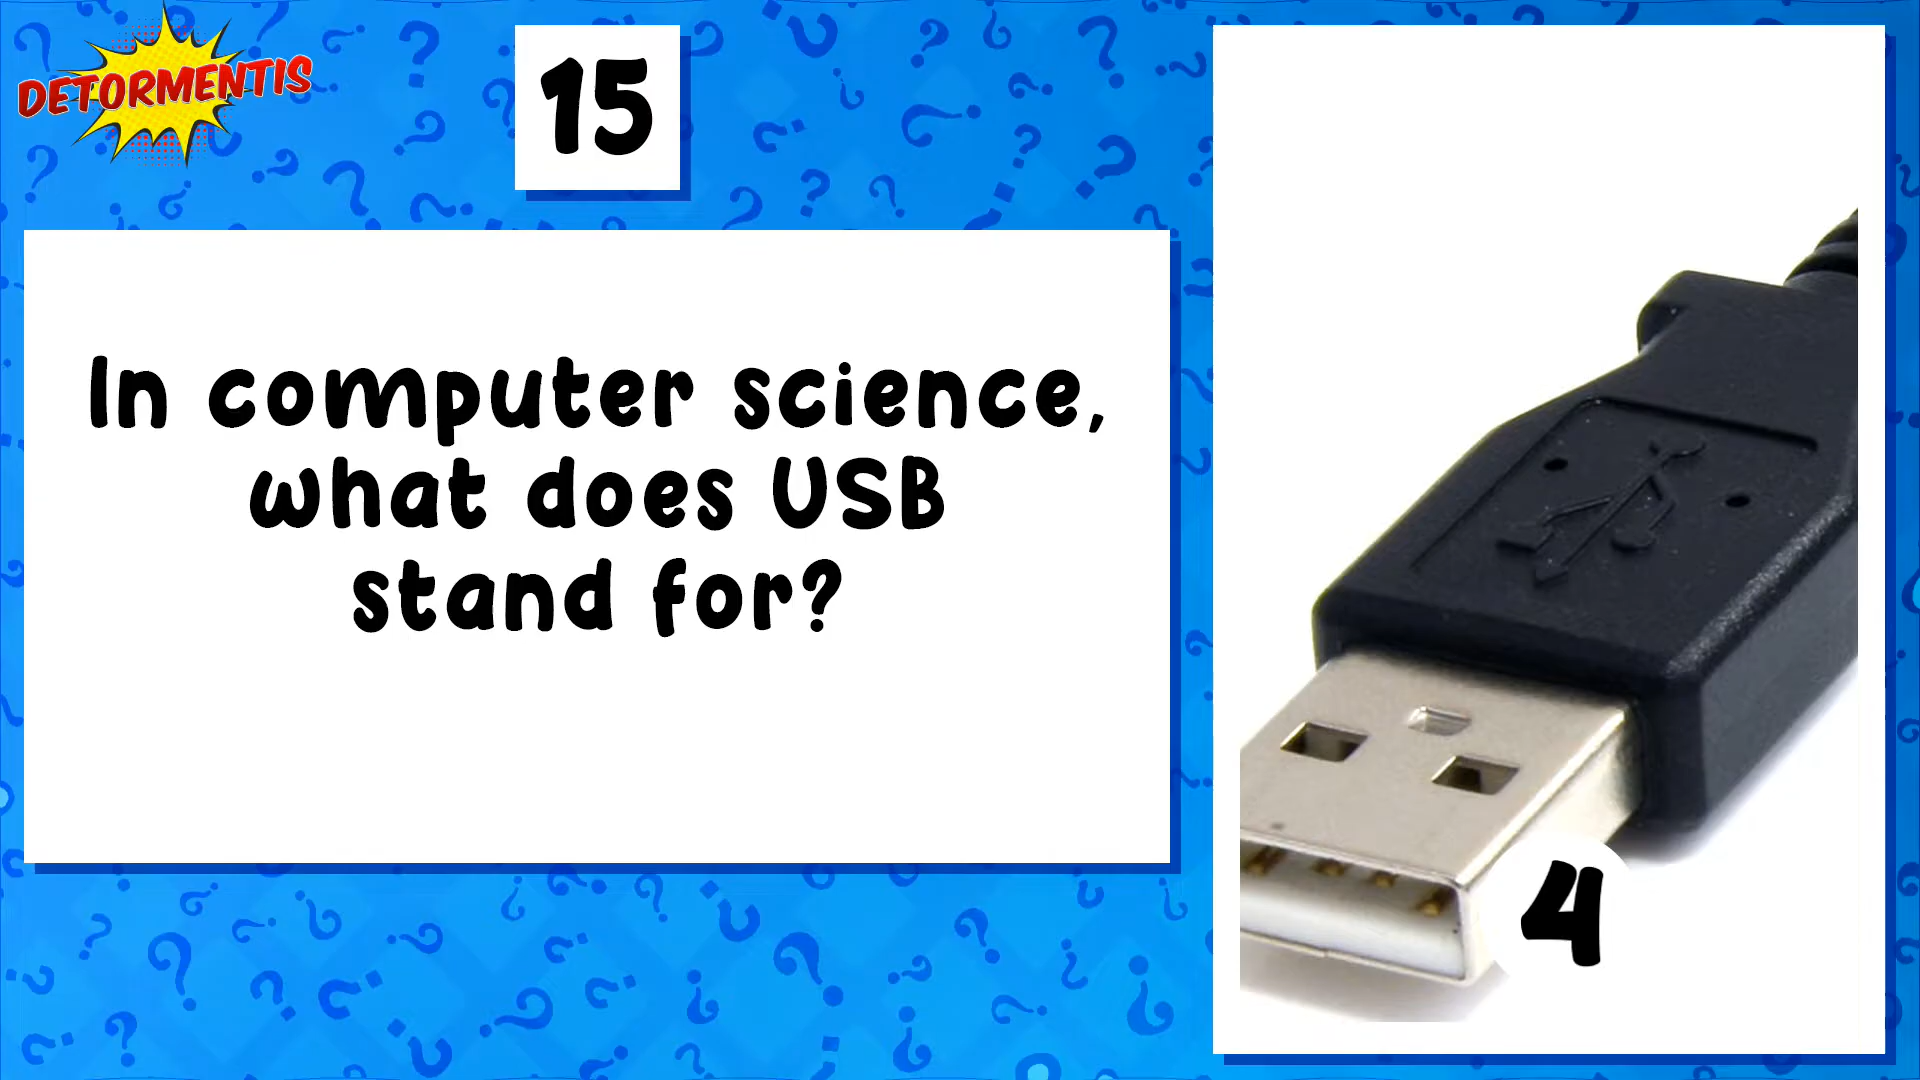 DETORMENTIS
15
In computer science,
what does USB
stand for?
4